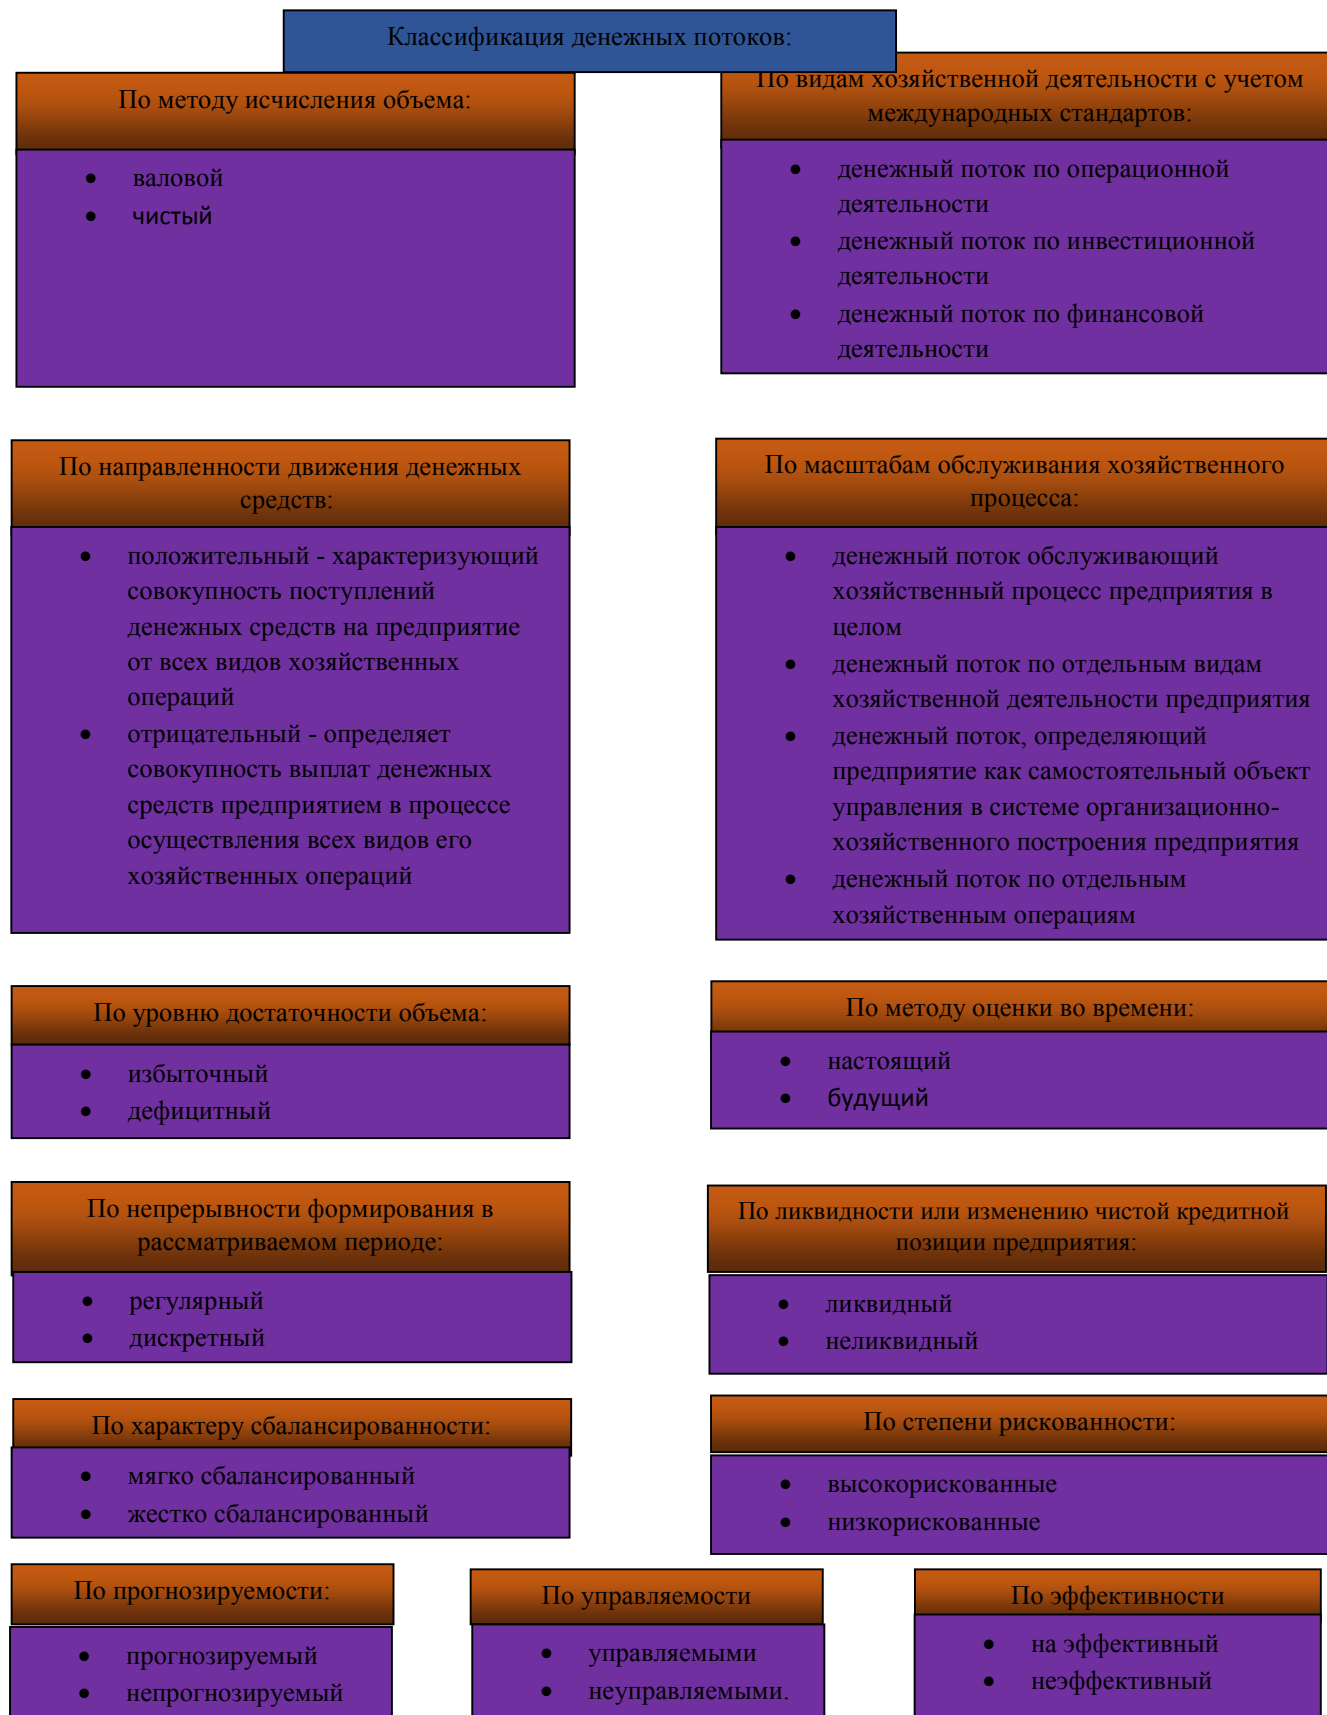 Классификация денежных потоков:
По методу исчисления объема:
• валовой
• чистый
По видам хозяйственной деятельности с учетом
международных стандартов:
• денежный поток по операционной
деятельности
• денежный поток по инвестиционной
деятельности
• денежный поток по финансовой
деятельности
По направленности движения денежных
средств:
• положительный - характеризующий
совокупность поступлений
денежных средств на предприятие
от всех видов хозяйственных
операций
• отрицательный - определяет
совокупность выплат денежных
средств предприятием в процессе
осуществления всех видов его
хозяйственных операций
По масштабам обслуживания хозяйственного
процесса:
• денежный поток обслуживающий
хозяйственный процесс предприятия в
целом
• денежный поток по отдельным видам
хозяйственной деятельности предприятия
• денежный поток, определяющий
предприятие как самостоятельный объект
управления в системе организационно-
хозяйственного построения предприятия
• денежный поток по отдельным
хозяйственным операциям
По уровню достаточности объема:
• избыточный
• дефицитный
По методу оценки во времени:
• настоящий
• будущий
По непрерывности формирования в
рассматриваемом периоде:
• регулярный
• дискретный
По ликвидности или изменению чистой кредитной
позиции предприятия:
• ликвидный
• неликвидный
По характеру сбалансированности:
• мягко сбалансированный
• жестко сбалансированный
По степени рискованности:
• высокорискованные
• низкорискованные
По прогнозируемости:
• прогнозируемый
• непрогнозируемый
По управляемости
• управляемыми
• неуправляемыми.
По эффективности
• на эффективный
• неэффективный